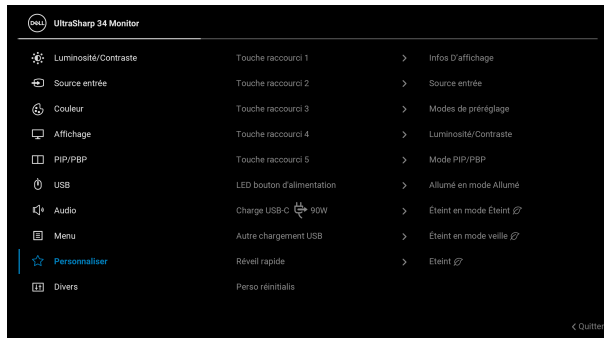 DELL UltraSharp 34 Monitor
Luminosité/Contraste Touche raccourci 1 > Infos D'affichage
Source entrée Touche raccourci 2 > Source entrée
Couleur Touche raccourci 3 > Modes de préréglage
Affichage Touche raccourci 4 > Luminosité/Contraste
PIP/PBP Touche raccourci 5 > Mode PIP/PBP
USB LED bouton d'alimentation > Allumé en mode Allumé
Audio Charge USB-C 90W > Éteint en mode Éteint
Menu Autre chargement USB > Éteint en mode veille
Personnaliser Réveil rapide > Eteint
Divers Perso réinitialis
< Quitter